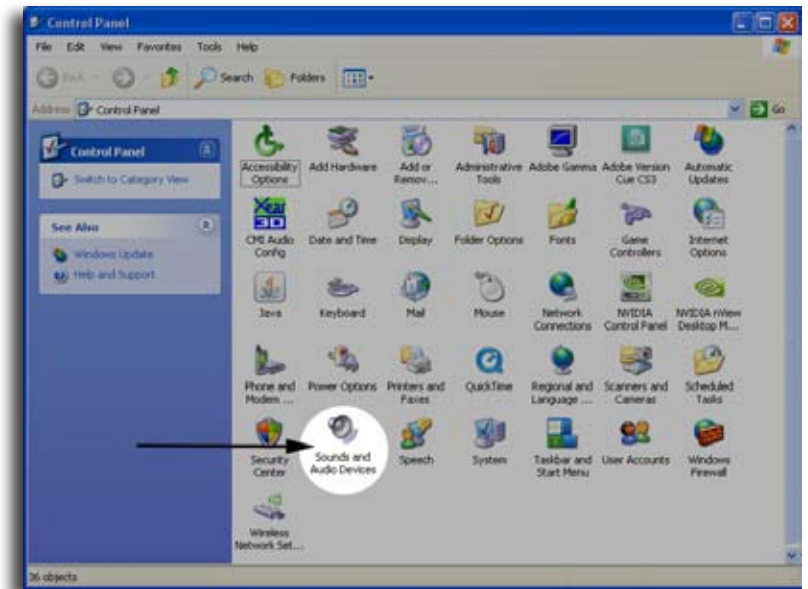 Control Panel
File Edit View Favorites Tools Help
Back Search Folders
Address Control Panel Go
Control Panel
Switch to Category View
See Also
Windows Update
Help and Support
Accessibility Options
Add Hardware
Add or Remov...
Administrative Tools
Adobe Gamma
Adobe Version Cue CS3
Automatic Updates
Xear 3D
CMI Audio Config
Date and Time
Display
Folder Options
Fonts
Game Controllers
Internet Options
Java
Keyboard
Mail
Mouse
Network Connections
NVIDIA Control Panel
NVIDIA nView Desktop M...
Phone and Modem ...
Power Options
Printers and Faxes
QuickTime
Regional and Language ...
Scanners and Cameras
Scheduled Tasks
Security Center
Sounds and Audio Devices
Speech
System
Taskbar and Start Menu
User Accounts
Windows Firewall
Wireless Network Set...
36 objects